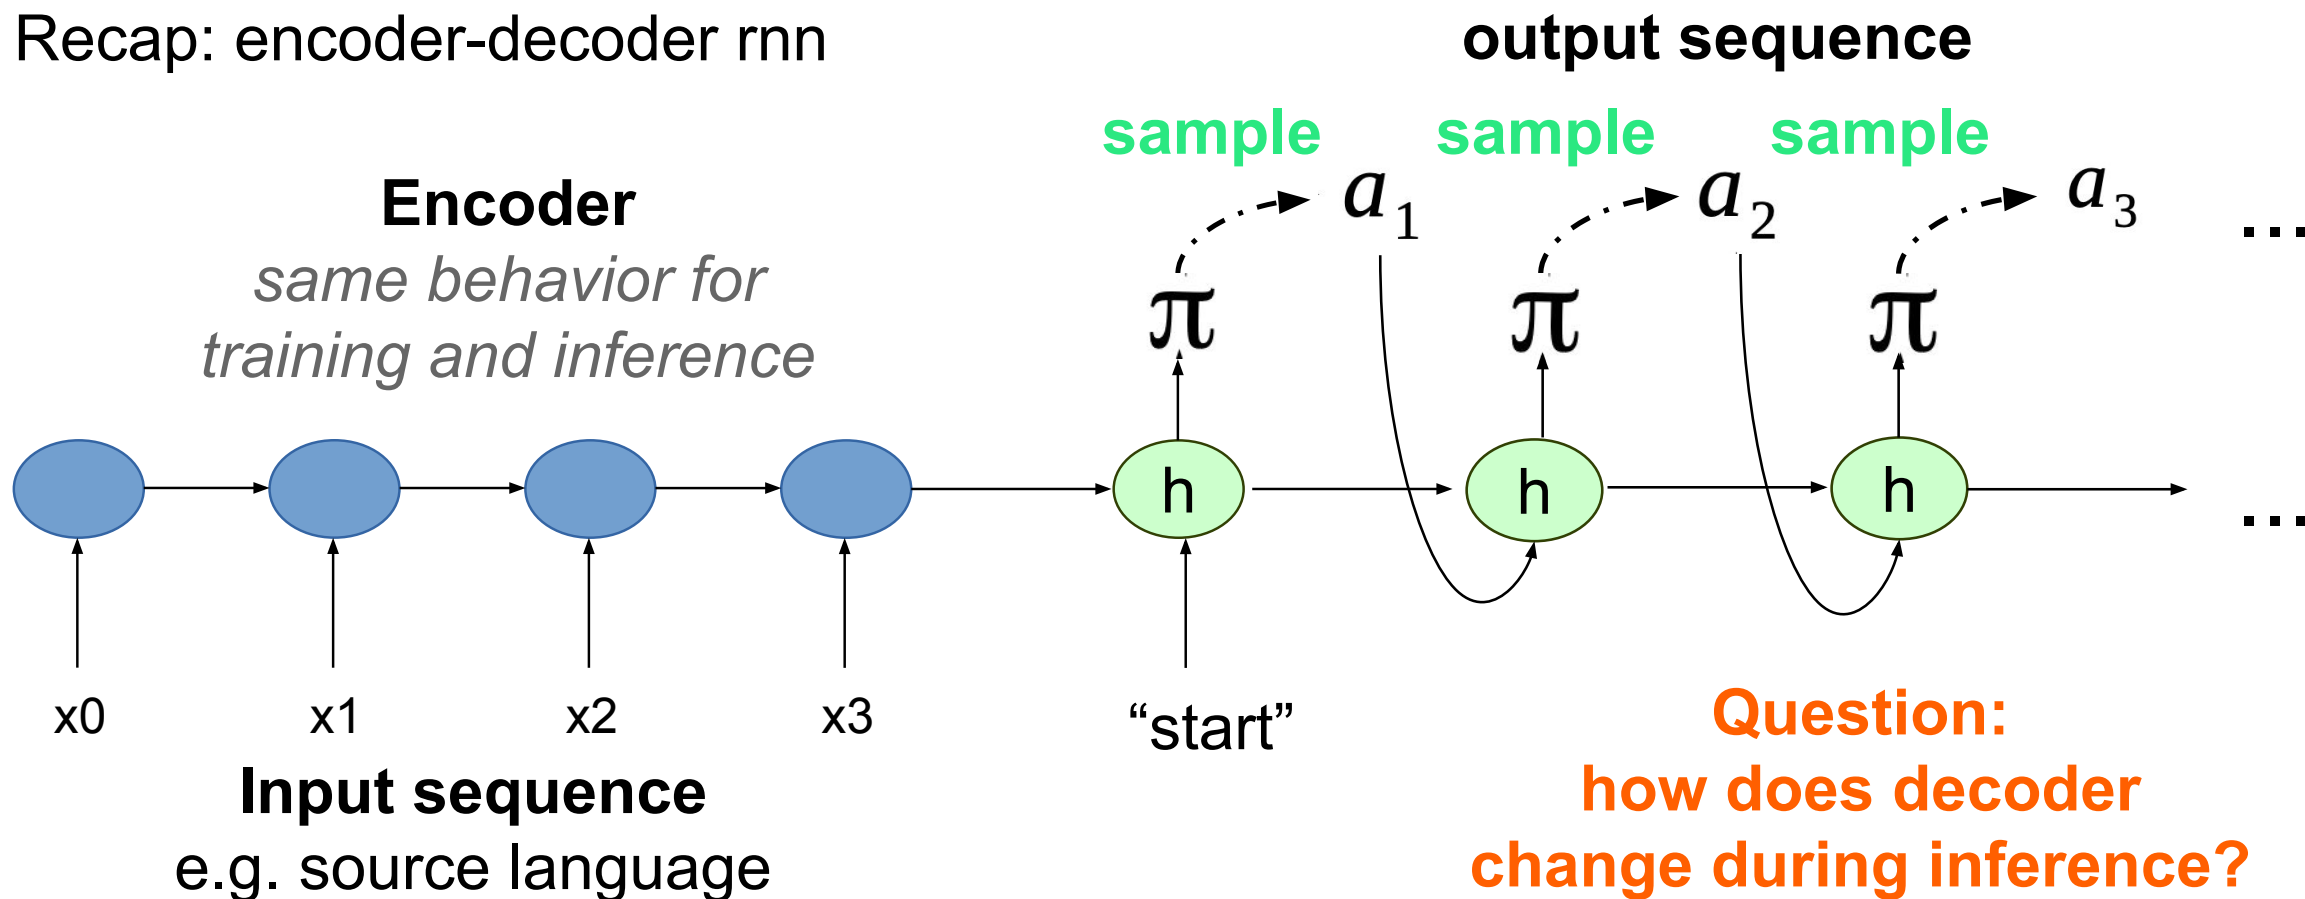 Recap: encoder-decoder rnn
output sequence
sample sample sample
Encoder
same behavior for
training and inference
a1 a2 a3 ...
π π π
h h h ...
x0 x1 x2 x3 “start”
Input sequence
e.g. source language
Question:
how does decoder
change during inference?